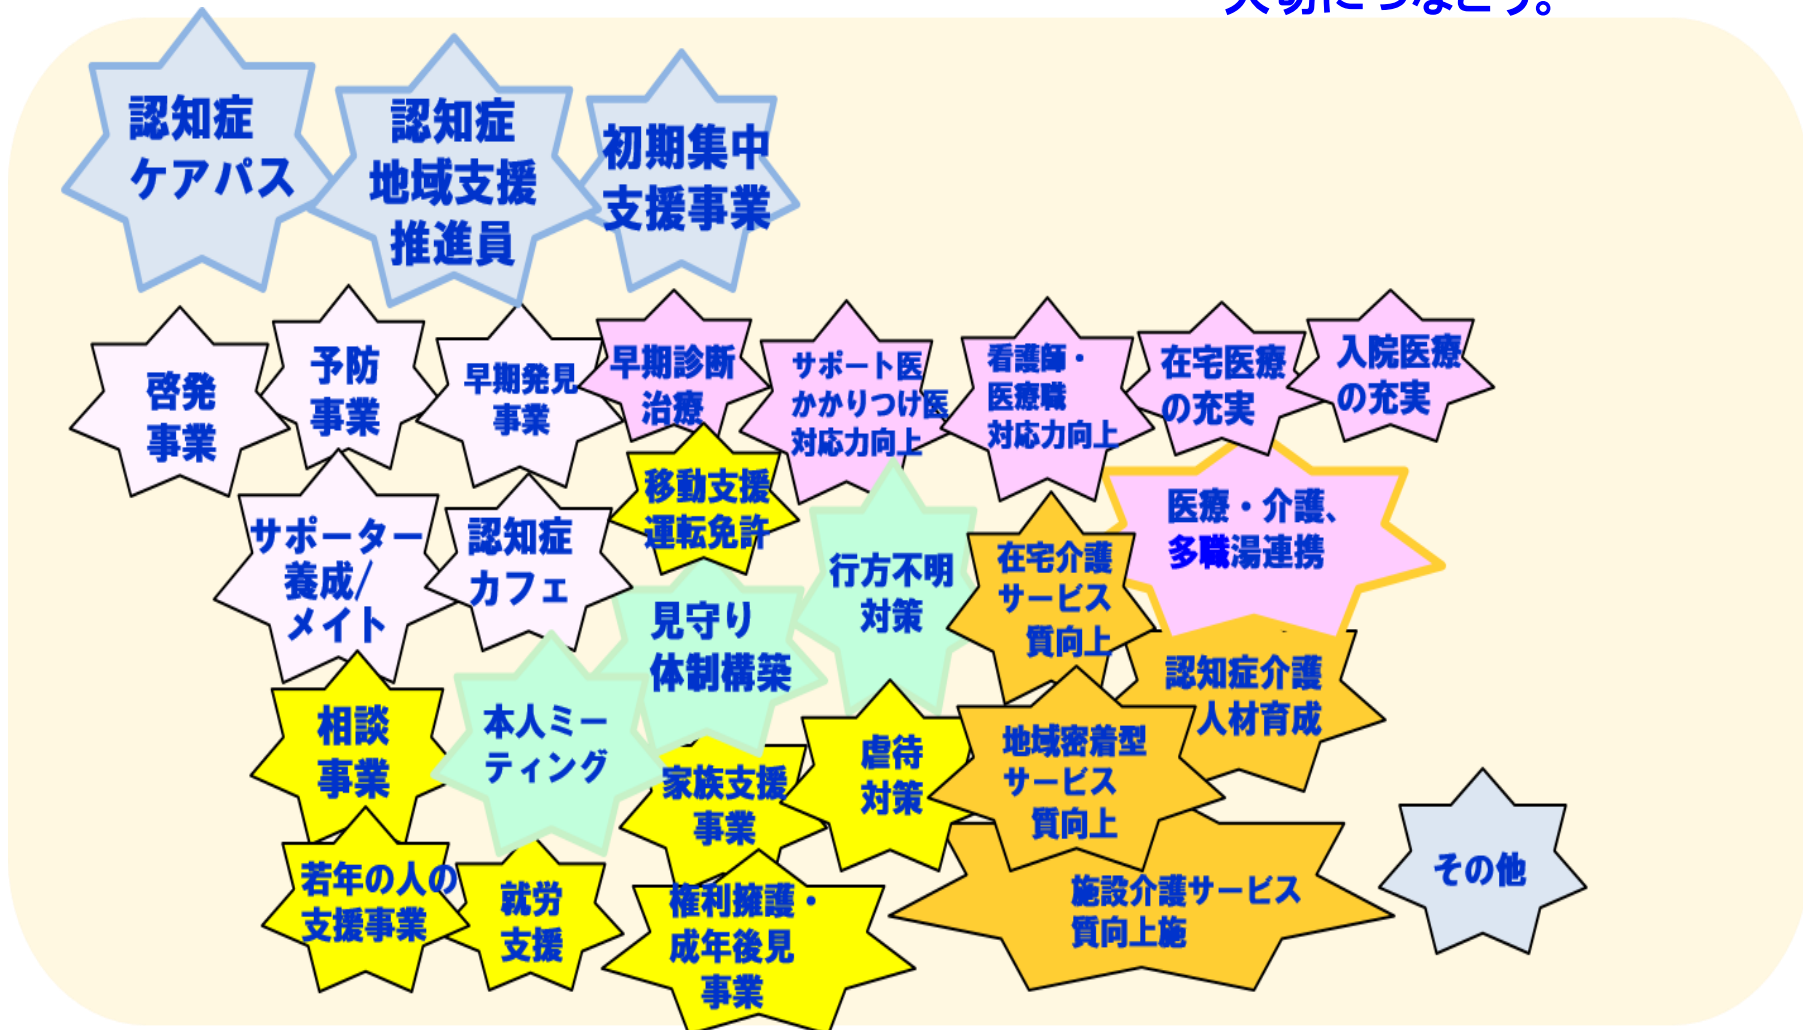 大切につなごう。
認知症
ケアパス
認知症
地域支援
推進員
初期集中
支援事業
啓発
事業
予防
事業
早期発見
事業
早期診断
治療
サポート医
かかりつけ医
対応力向上
看護師・
医療職
対応力向上
在宅医療
の充実
入院医療
の充実
サポーター
養成/
メイト
認知症
カフェ
移動支援
運転免許
見守り
体制構築
行方不明
対策
在宅介護
サービス
質向上
医療・介護、
多職湯連携
認知症介護
人材育成
相談
事業
本人ミー
ティング
家族支援
事業
虐待
対策
地域密着型
サービス
質向上
若年の人の
支援事業
就労
支援
権利擁護・
成年後見
事業
施設介護サービス
質向上施
その他